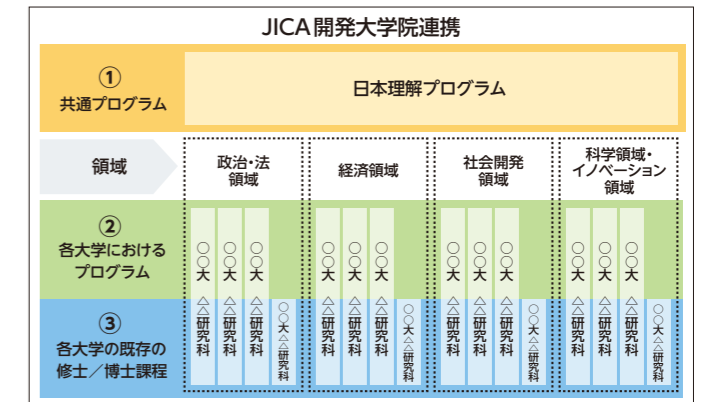 JICA開発大学院連携
①
共通プログラム
日本理解プログラム
領域
政治・法
領域
経済領域
社会開発
領域
科学領域・
イノベーション
領域
②
各大学における
プログラム
③
各大学の既存の
修士／博士課程
○○大 △△研究科
○○大 △△研究科
○○大 △△研究科
○○大△△研究科
○○大 △△研究科
○○大 △△研究科
○○大 △△研究科
○○大△△研究科
○○大 △△研究科
○○大 △△研究科
○○大 △△研究科
○○大△△研究科
○○大 △△研究科
○○大 △△研究科
○○大 △△研究科
○○大△△研究科